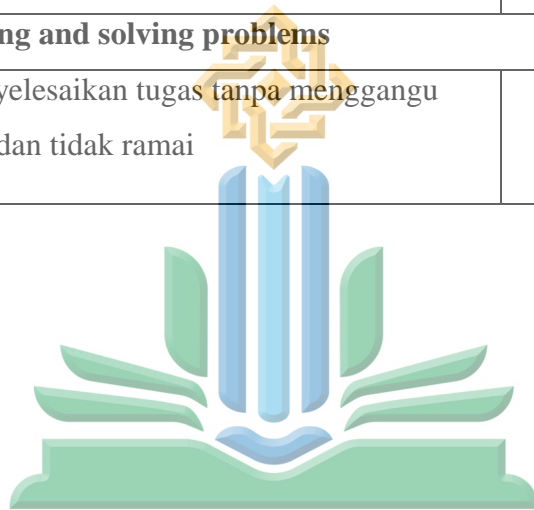 ng and solving problems
yelesaikan tugas tanpa menggangu
dan tidak ramai